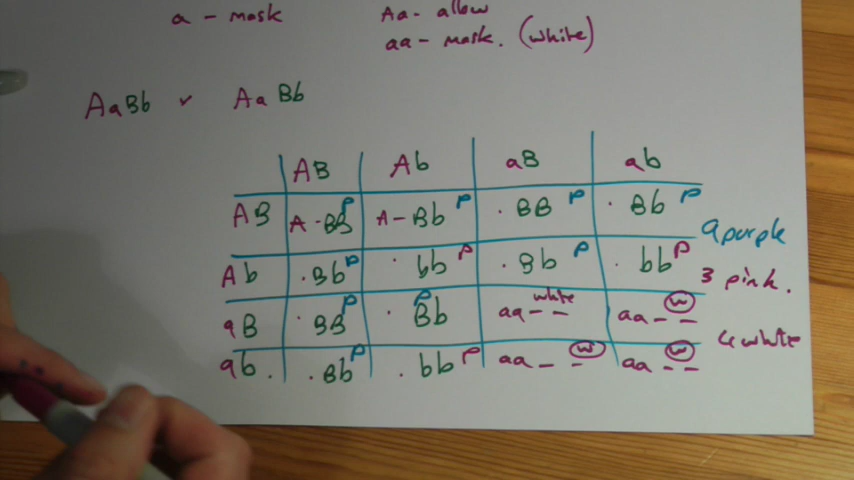 a - mask Aa - allow
aa - mask. (white)
AaBb Aa Bb
AB Ab aB ab
AB A - BB P A - Bb P . BB P . Bb P
9 purple
Ab . Bb P . bb P . Bb P . bb P
3 pink.
aB . BB P . Bb P aa - - white aa - - W
4 white
ab . . Bb P . bb P aa - - W aa - - W